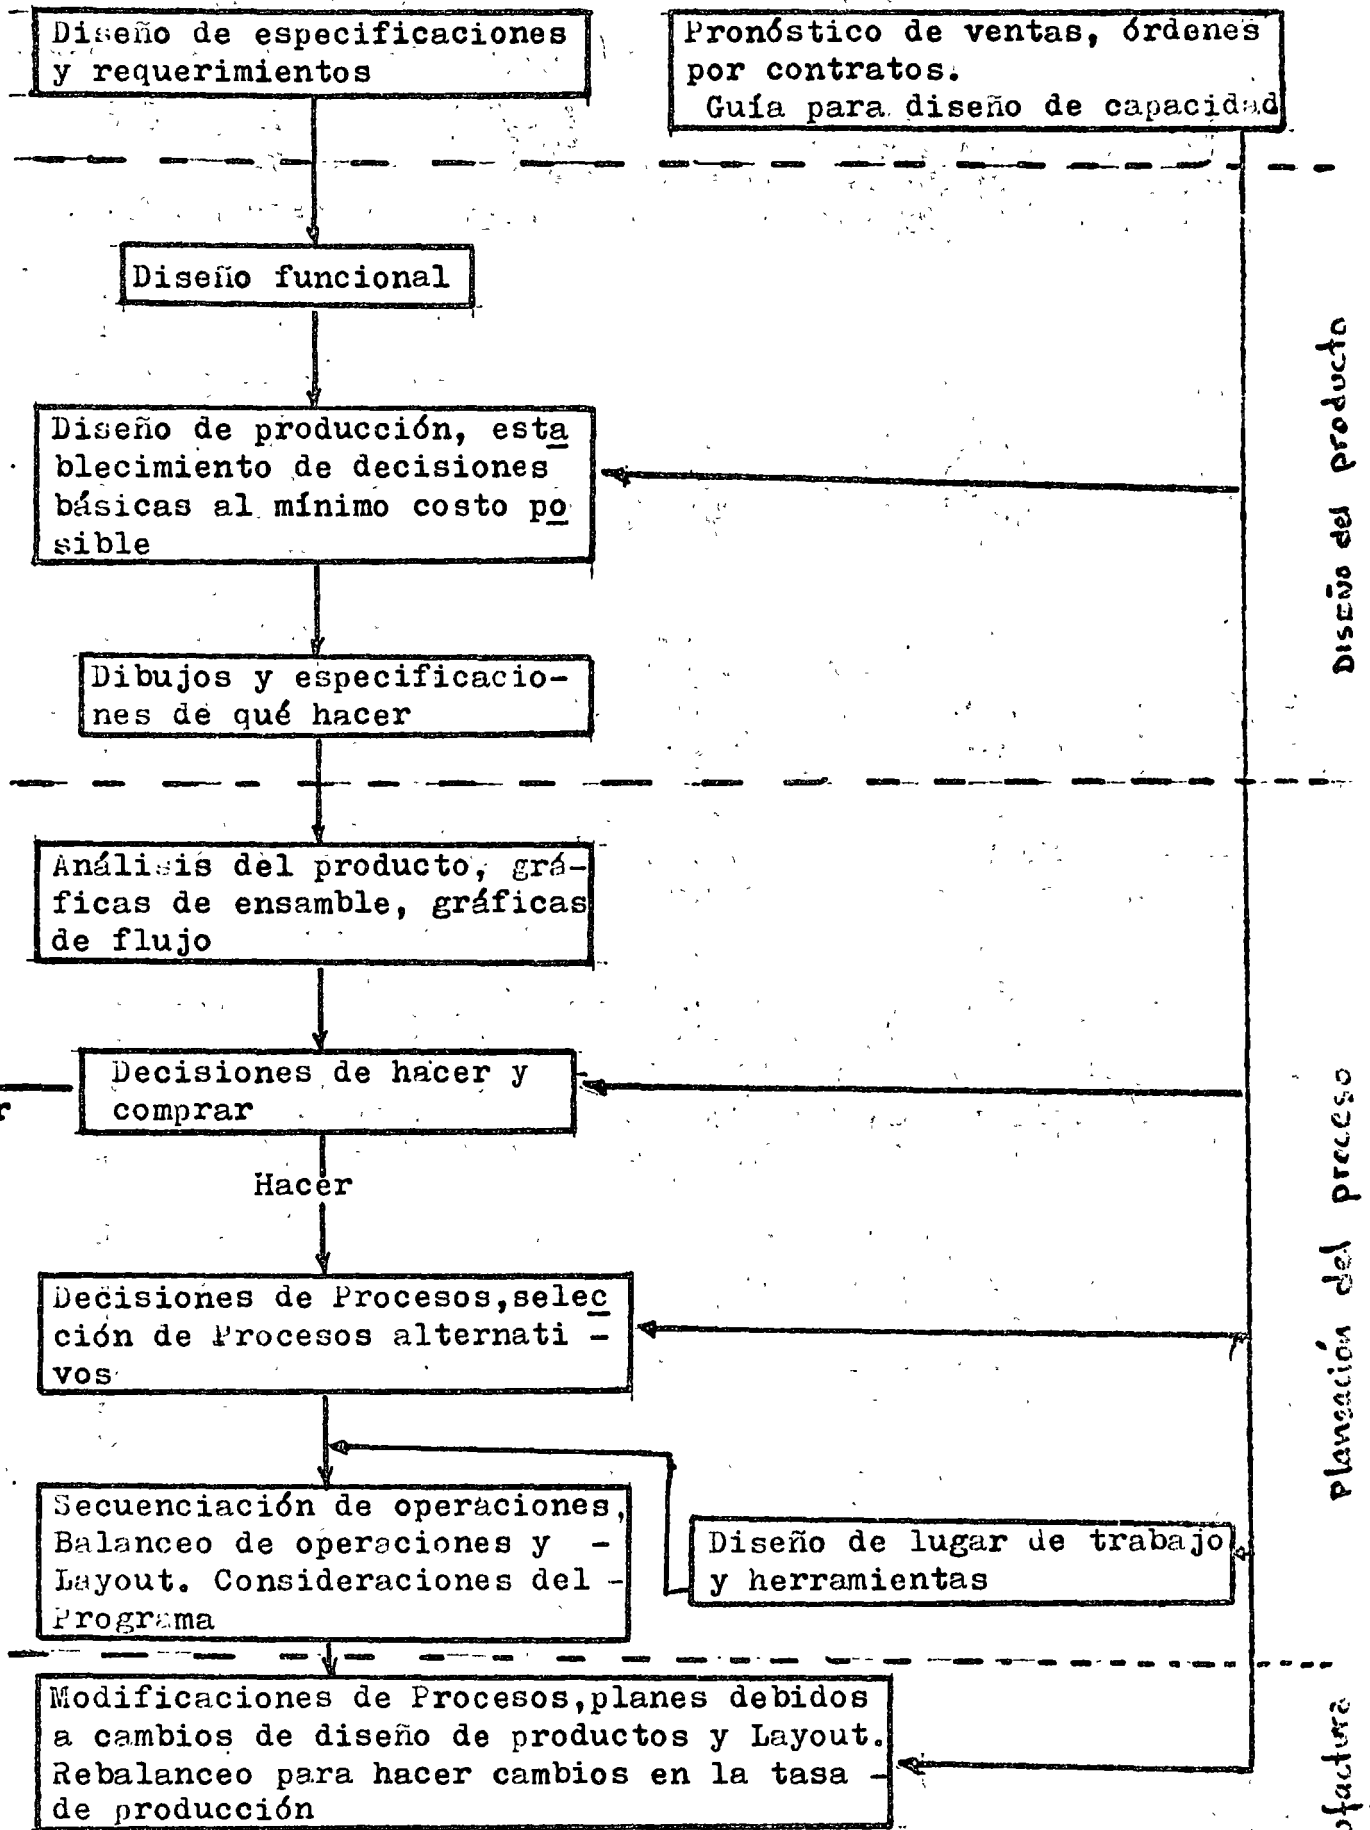 Diseño de especificaciones
y requerimientos
Pronóstico de ventas, órdenes
por contratos.
Guía para diseño de capacidad
Diseño funcional
Diseño de producción, esta
blecimiento de decisiones
básicas al mínimo costo po
sible
Diseño del producto
Dibujos y especificacio-
nes de qué hacer
Análisis del producto, grá-
ficas de ensamble, gráficas
de flujo
Decisiones de hacer y
comprar
r
Hacer
Planeación del proceso
Decisiones de Procesos,selec
ción de Procesos alternati -
vos
Secuenciación de operaciones,
Balanceo de operaciones y -
Layout. Consideraciones del -
Programa
Diseño de lugar de trabajo
y herramientas
Modificaciones de Procesos,planes debidos
a cambios de diseño de productos y Layout.
Rebalanceo para hacer cambios en la tasa -
de producción
ufactura